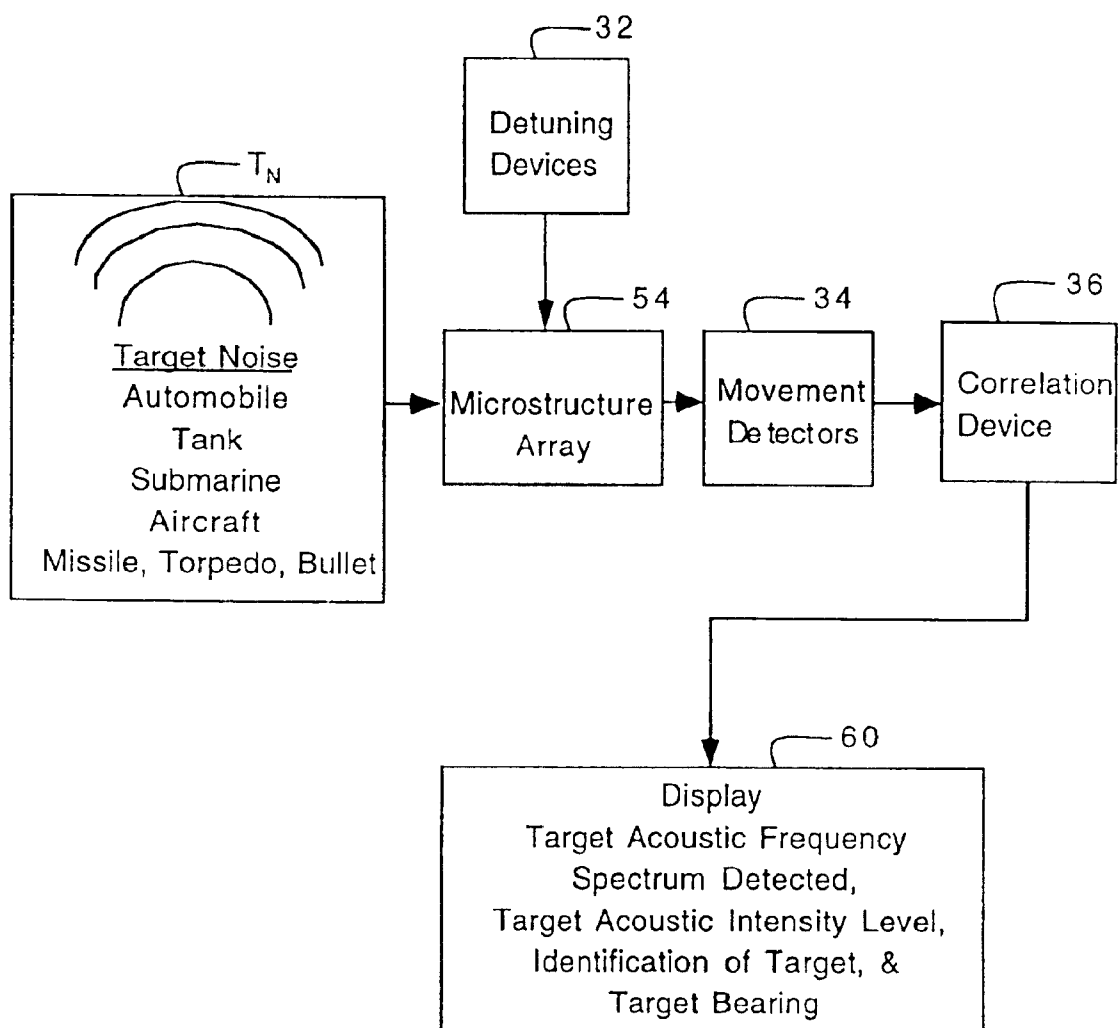 32
Detuning
Devices
T_N
Target Noise
Automobile
Tank
Submarine
Aircraft
Missile, Torpedo, Bullet
54
Microstructure
Array
34
Movement
Detectors
36
Correlation
Device
60
Display
Target Acoustic Frequency
Spectrum Detected,
Target Acoustic Intensity Level,
Identification of Target, &
Target Bearing